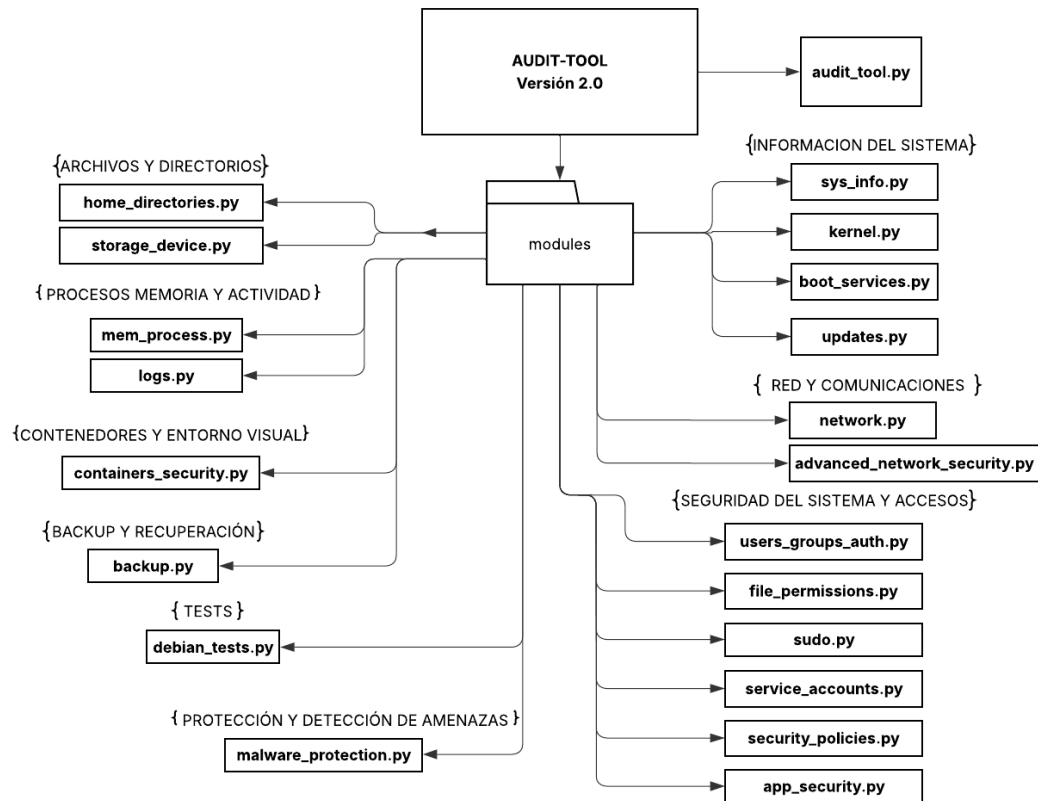 AUDIT-TOOL
Versión 2.0
audit_tool.py
modules
{ARCHIVOS Y DIRECTORIOS}
home_directories.py
storage_device.py
{ PROCESOS MEMORIA Y ACTIVIDAD }
mem_process.py
logs.py
{CONTENEDORES Y ENTORNO VISUAL}
containers_security.py
{BACKUP Y RECUPERACIÓN}
backup.py
{ TESTS }
debian_tests.py
{ PROTECCIÓN Y DETECCIÓN DE AMENAZAS}
malware_protection.py
{INFORMACION DEL SISTEMA}
sys_info.py
kernel.py
boot_services.py
updates.py
{ RED Y COMUNICACIONES }
network.py
advanced_network_security.py
{SEGURIDAD DEL SISTEMA Y ACCESOS}
users_groups_auth.py
file_permissions.py
sudo.py
service_accounts.py
security_policies.py
app_security.py